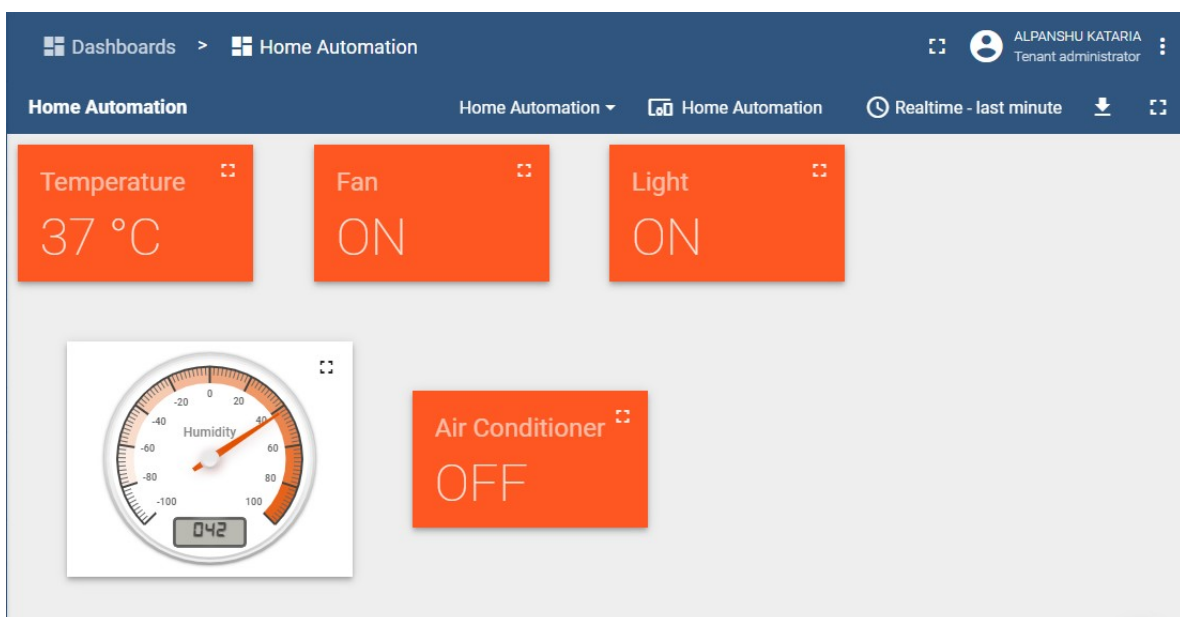 Dashboards > Home Automation
ALPANSHU KATARIA
Tenant administrator
Home Automation
Home Automation
Home Automation
Realtime - last minute
Temperature
37 °C
Fan
ON
Light
ON
Humidity
-100
-80
-60
-40
-20
0
20
40
60
80
100
042
Air Conditioner
OFF